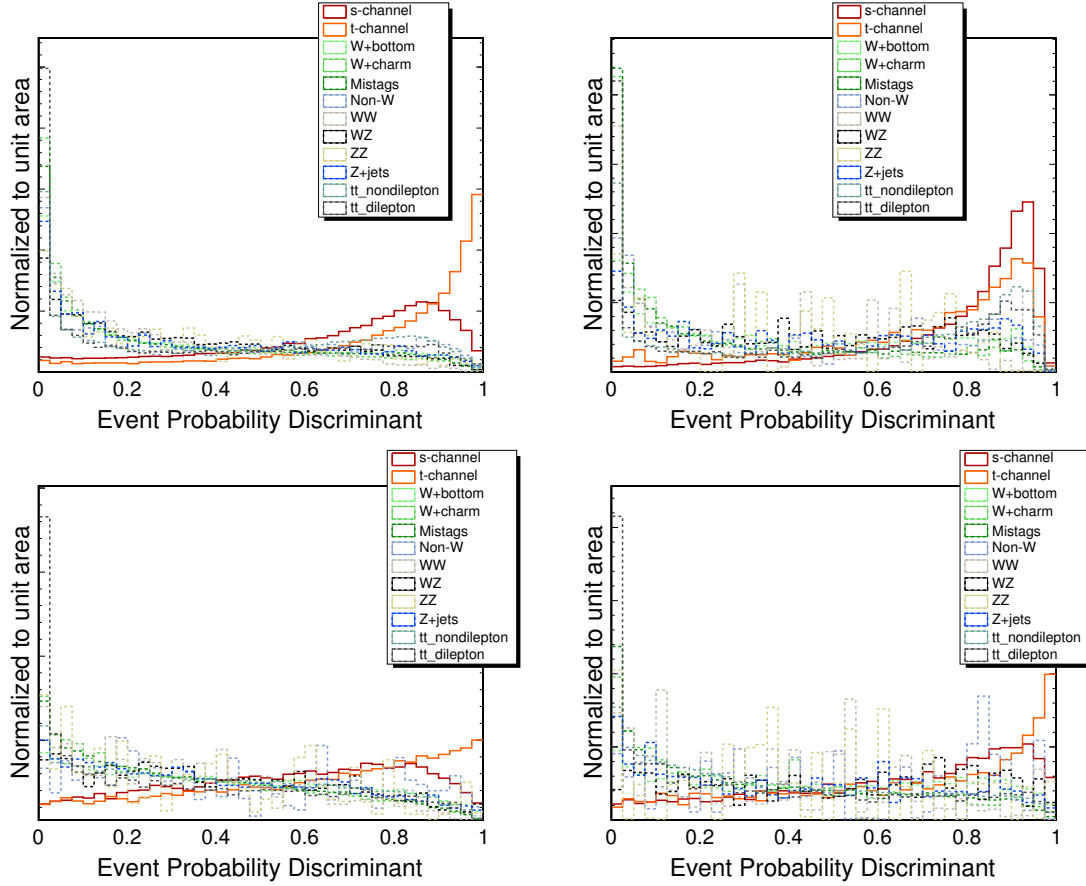 s-channel
t-channel
W+bottom
W+charm
Mistags
Non-W
WW
WZ
ZZ
Z+jets
tt_nondilepton
tt_dilepton
Normalized to unit area
0 0.2 0.4 0.6 0.8 1
Event Probability Discriminant
s-channel
t-channel
W+bottom
W+charm
Mistags
Non-W
WW
WZ
ZZ
Z+jets
tt_nondilepton
tt_dilepton
Normalized to unit area
0 0.2 0.4 0.6 0.8 1
Event Probability Discriminant
s-channel
t-channel
W+bottom
W+charm
Mistags
Non-W
WW
WZ
ZZ
Z+jets
tt_nondilepton
tt_dilepton
Normalized to unit area
0 0.2 0.4 0.6 0.8 1
Event Probability Discriminant
s-channel
t-channel
W+bottom
W+charm
Mistags
Non-W
WW
WZ
ZZ
Z+jets
tt_nondilepton
tt_dilepton
Normalized to unit area
0 0.2 0.4 0.6 0.8 1
Event Probability Discriminant